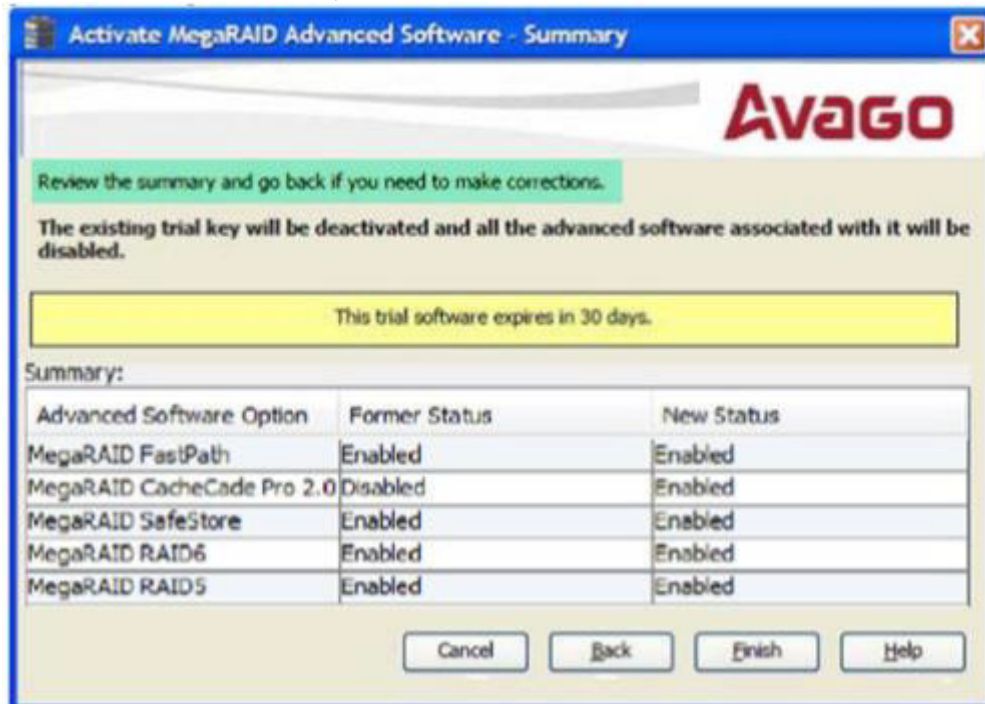 Activate MegaRAID Advanced Software - Summary
AVAGO
Review the summary and go back if you need to make corrections.
The existing trial key will be deactivated and all the advanced software associated with it will be
disabled.
This trial software expires in 30 days.
Summary:
Advanced Software Option Former Status New Status
MegaRAID FastPath Enabled Enabled
MegaRAID CacheCade Pro 2.0 Disabled Enabled
MegaRAID SafeStore Enabled Enabled
MegaRAID RAID6 Enabled Enabled
MegaRAID RAID5 Enabled Enabled
Cancel Back Finish Help